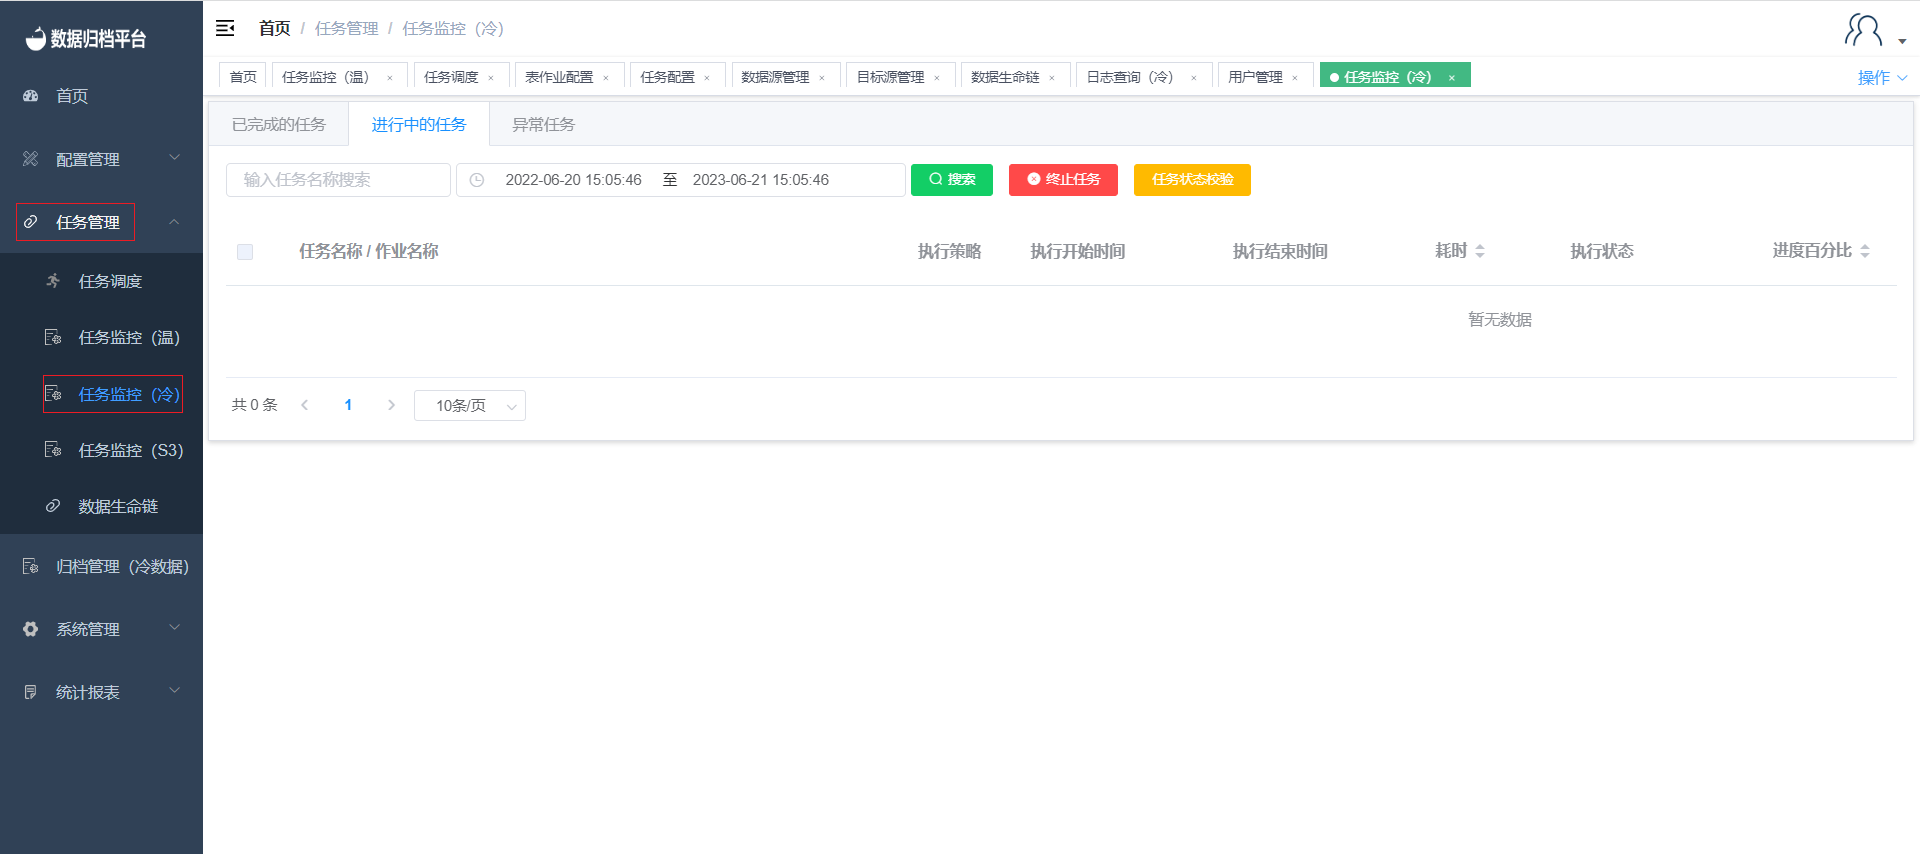 数据归档平台
首页
配置管理
任务管理
任务调度
任务监控（温）
任务监控（冷）
任务监控（S3）
数据生命链
归档管理（冷数据）
系统管理
统计报表
首页 / 任务管理 / 任务监控（冷）
首页 任务监控（温） × 任务调度 × 表作业配置 × 任务配置 × 数据源管理 × 目标源管理 × 数据生命链 × 日志查询（冷） × 用户管理 × 任务监控（冷） × 操作
已完成的任务 进行中的任务 异常任务
输入任务名称搜索 2022-06-20 15:05:46 至 2023-06-21 15:05:46 搜索 终止任务 任务状态校验
任务名称 / 作业名称 执行策略 执行开始时间 执行结束时间 耗时 执行状态 进度百分比
暂无数据
共 0 条 1 10条/页